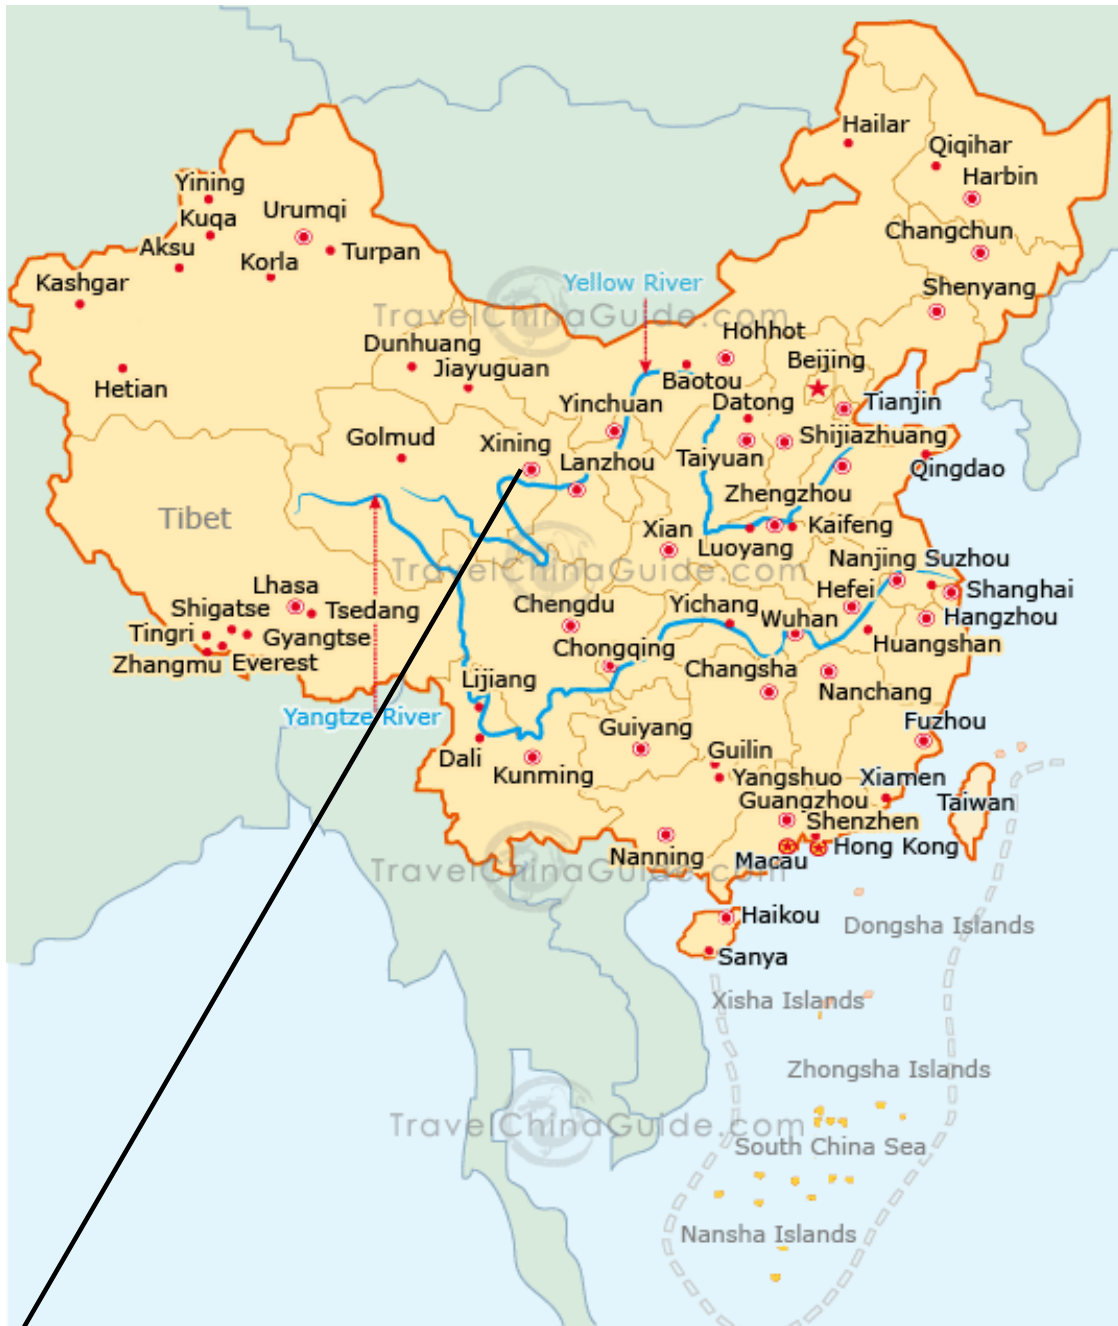 Hailar
Qiqihar
Harbin
Yining
Urumqi
Kuqa
Changchun
Aksu
Turpan
Korla
Kashgar
Yellow River
Shenyang
TravelChinaGuide.com
Hohhot
Dunhuang
Beijing
Jiayuguan
Baotou
Hetian
Yinchuan
Datong
Tianjin
Golmud
Xining
Shijiazhuang
Lanzhou
Taiyuan
Qingdao
Zhengzhou
Tibet
Xian
Kaifeng
Luoyang
Nanjing
Suzhou
TravelChinaGuide.com
Lhasa
Shanghai
Hefei
Shigatse
Tsedang
Chengdu
Yichang
Wuhan
Hangzhou
Tingri
Gyangtse
Huangshan
Chongqing
Zhangmu
Everest
Changsha
Lijiang
Nanchang
Yangtze River
Guiyang
Fuzhou
Dali
Guilin
Kunming
Yangshuo
Xiamen
Guangzhou
Taiwan
Shenzhen
Nanning
Macau
Hong Kong
TravelChinaGuide.com
Haikou
Dongsha Islands
Sanya
Xisha Islands
Zhongsha Islands
TravelChinaGuide.com
South China Sea
Nansha Islands